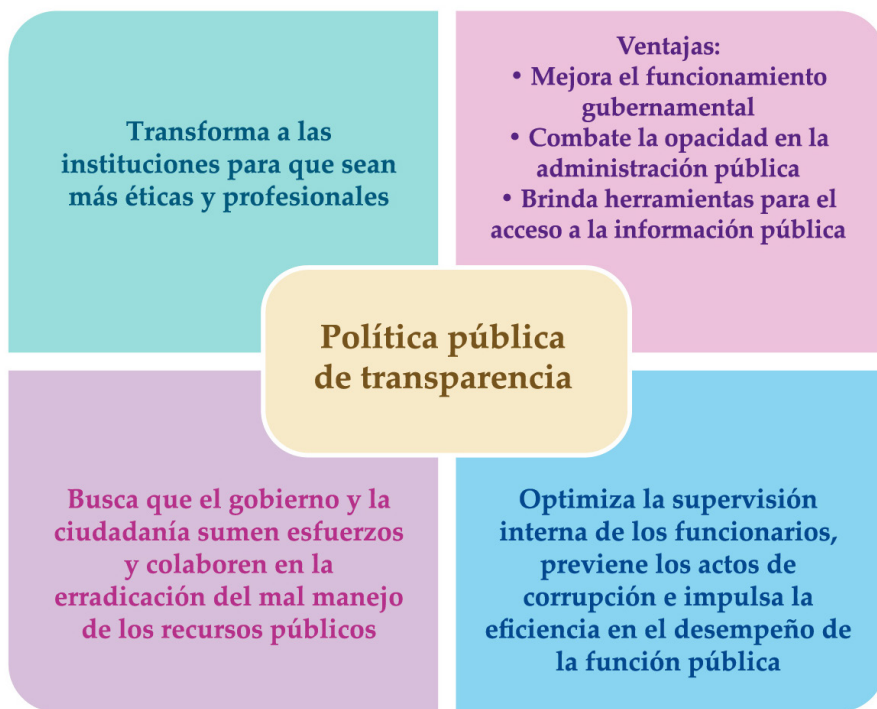 Transforma a las
instituciones para que sean
más éticas y profesionales
Ventajas:
• Mejora el funcionamiento
gubernamental
• Combate la opacidad en la
administración pública
• Brinda herramientas para el
acceso a la información pública
Política pública
de transparencia
Busca que el gobierno y la
ciudadanía sumen esfuerzos
y colaboren en la
erradicación del mal manejo
de los recursos públicos
Optimiza la supervisión
interna de los funcionarios,
previene los actos de
corrupción e impulsa la
eficiencia en el desempeño de
la función pública